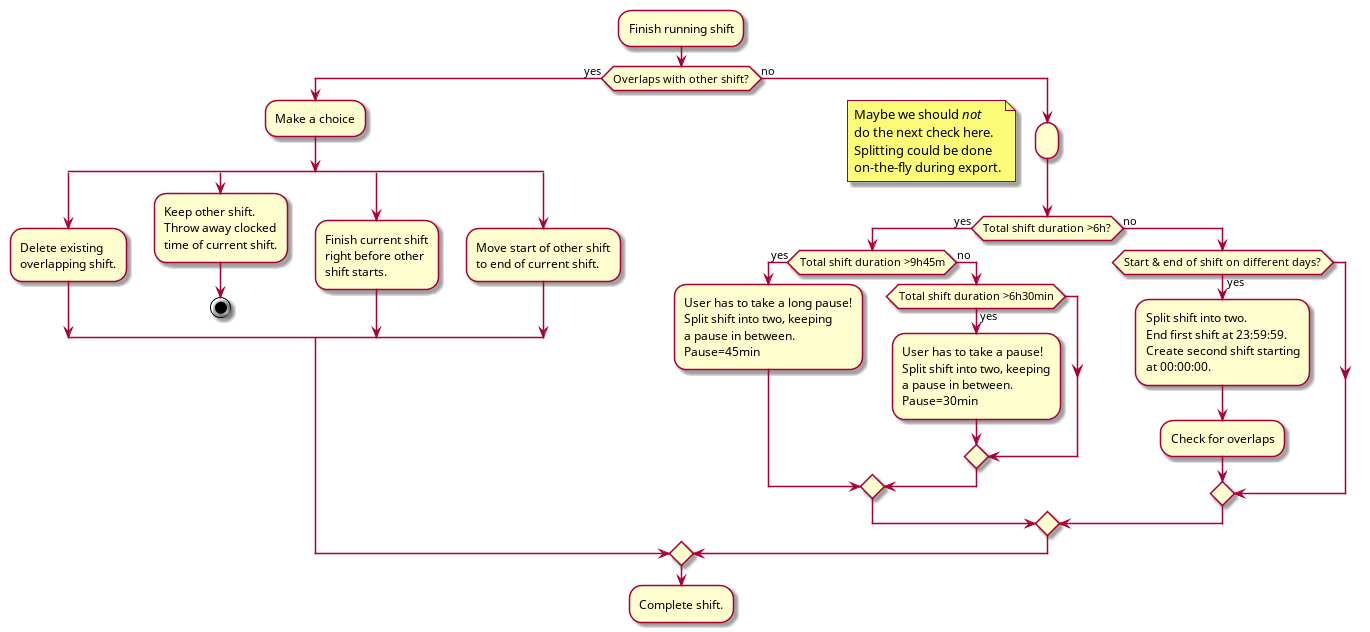 Finish running shift
Overlaps with other shift?
yes
no
Make a choice
Maybe we should not
do the next check here.
Splitting could be done
on-the-fly during export.
Delete existing
overlapping shift.
Keep other shift.
Throw away clocked
time of current shift.
Finish current shift
right before other
shift starts.
Move start of other shift
to end of current shift.
yes
Total shift duration >6h?
no
yes
Total shift duration >9h45m
no
Start & end of shift on different days?
yes
User has to take a long pause!
Split shift into two, keeping
a pause in between.
Pause=45min
Total shift duration >6h30min
yes
User has to take a pause!
Split shift into two, keeping
a pause in between.
Pause=30min
Split shift into two.
End first shift at 23:59:59.
Create second shift starting
at 00:00:00.
Check for overlaps
Complete shift.